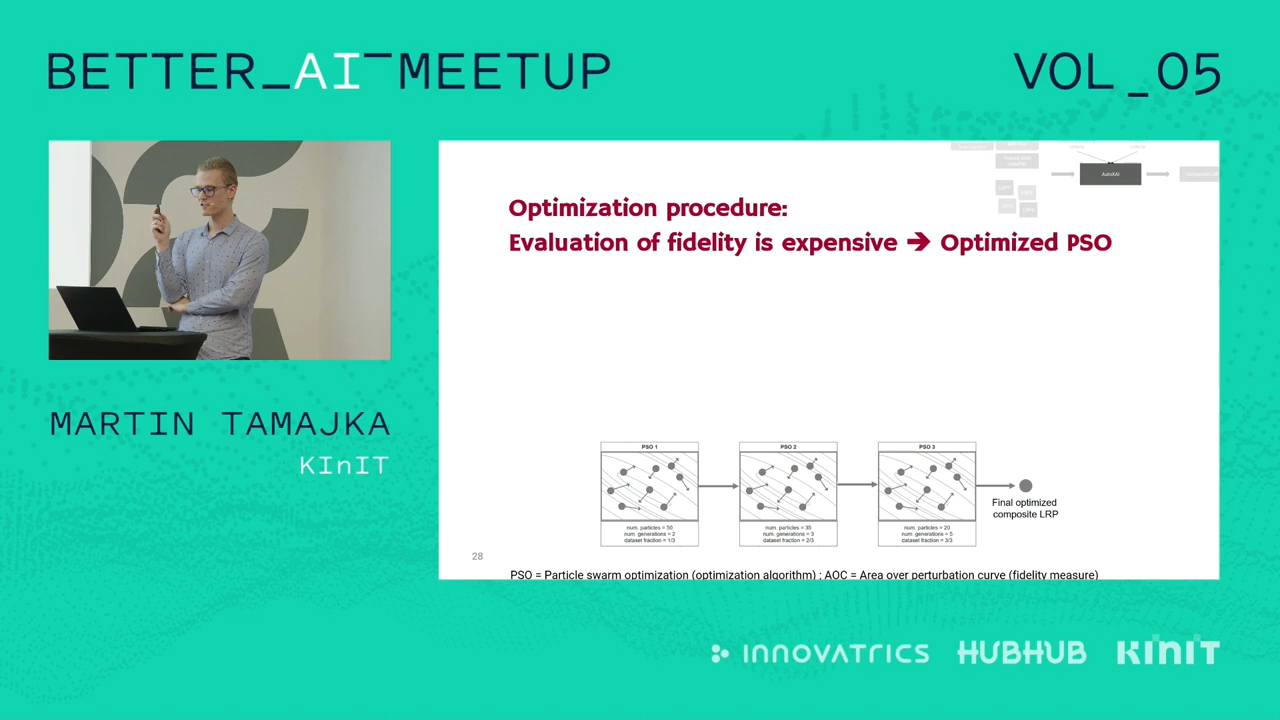 BETTER_AI¯MEETUP
VOL_05
AutoXAI
Optimization procedure:
Evaluation of fidelity is expensive ➔ Optimized PSO
MARTIN TAMAJKA
KInIT
PSO 1
num. particles = 50
num. generations = 2
dataset fraction = 1/3
PSO 2
num. particles = 35
num. generations = 3
dataset fraction = 2/3
PSO 3
num. particles = 20
num. generations = 5
dataset fraction = 3/3
Final optimized
composite LRP
28
PSO = Particle swarm optimization (optimization algorithm) ; AOC = Area over perturbation curve (fidelity measure)
INNOVATRICS
HUBHUB
KInIT